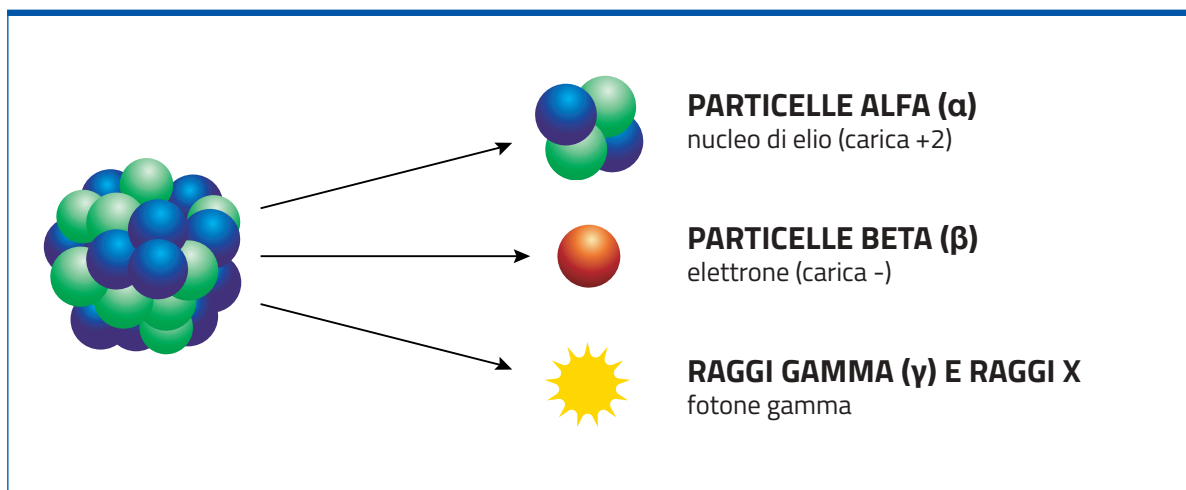 PARTICELLE ALFA (α)
nucleo di elio (carica +2)
PARTICELLE BETA (β)
elettrone (carica -)
RAGGI GAMMA (γ) E RAGGI X
fotone gamma